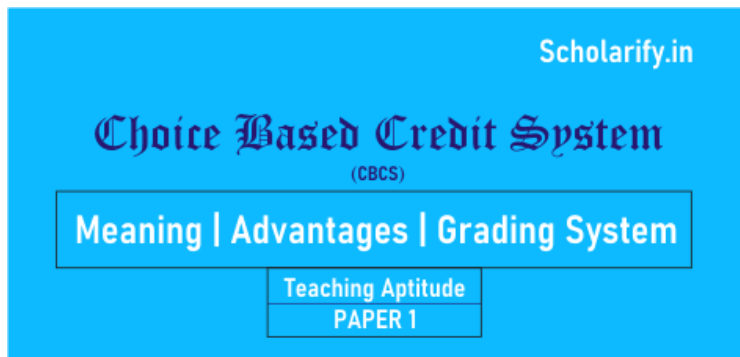 Scholarify.in
Choice Based Credit System
(CBCS)
Meaning | Advantages | Grading System
Teaching Aptitude
PAPER 1